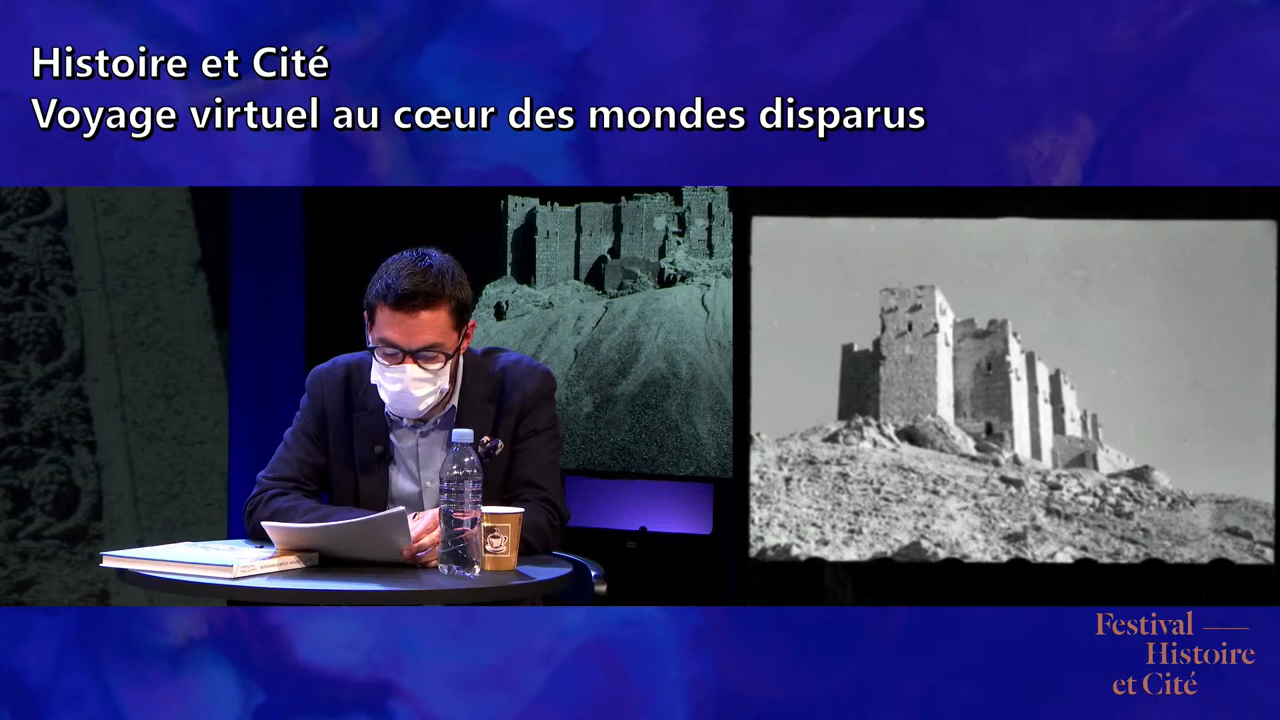 Histoire et Cité
Voyage virtuel au cœur des mondes disparus
Festival
Histoire
et Cité